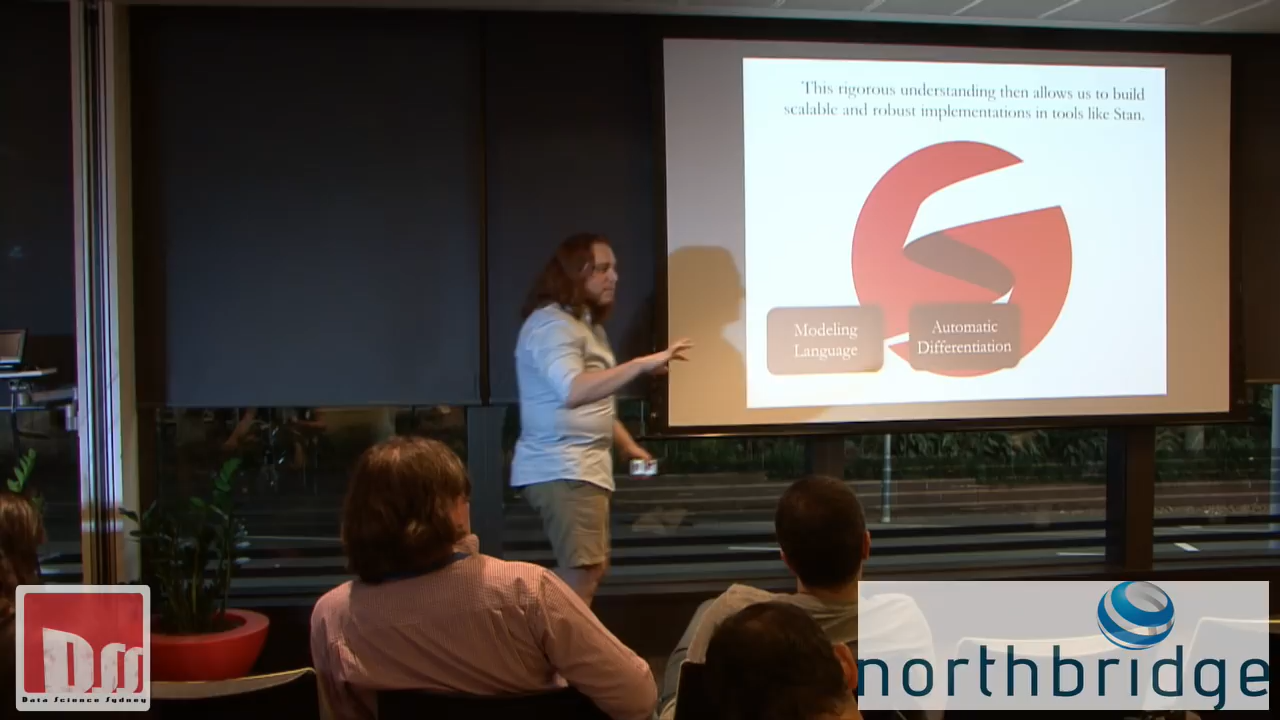 This rigorous understanding then allows us to build
scalable and robust implementations in tools like Stan.
Modeling
Language
Automatic
Differentiation
DSS
Data Science Sydney
northbridge